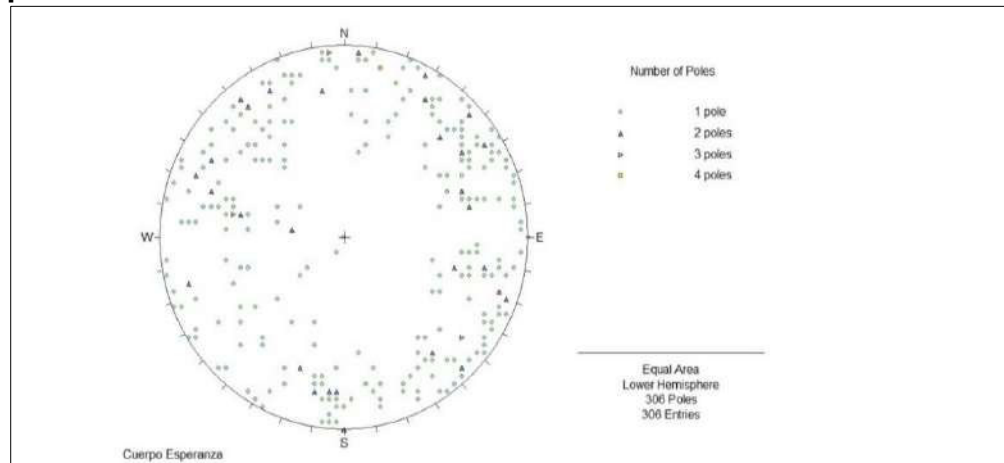 N
W
E
S
Number of Poles
1 pole
2 poles
3 poles
4 poles
Equal Area
Lower Hemisphere
306 Poles
306 Entries
Cuerpo Esperanza